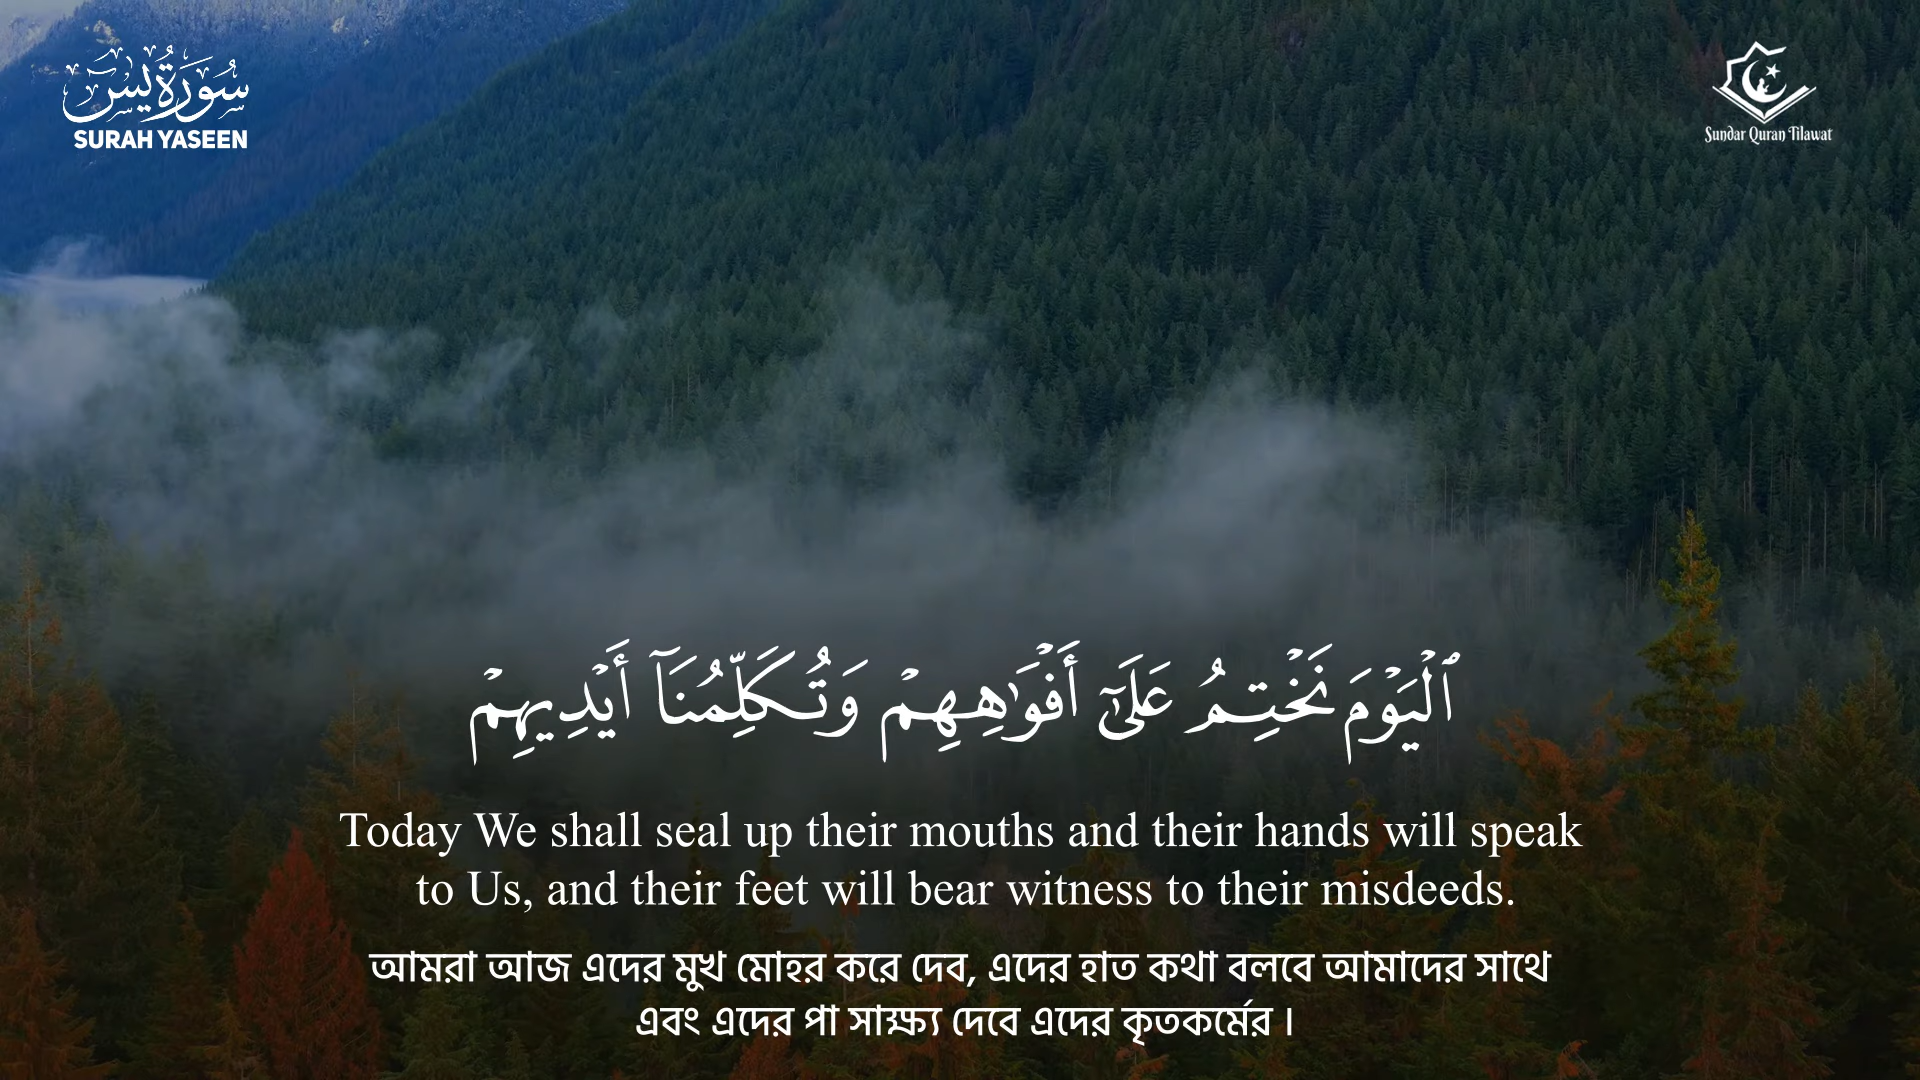 سُورَةُ يس
SURAH YASEEN
Sundar Quran Tilawat
ٱلْيَوْمَ نَخْتِمُ عَلَىٰٓ أَفْوَٰهِهِمْ وَتُكَلِّمُنَآ أَيْدِيهِمْ
Today We shall seal up their mouths and their hands will speak
to Us, and their feet will bear witness to their misdeeds.
আমরা আজ এদের মুখ মোহর করে দেব, এদের হাত কথা বলবে আমাদের সাথে
এবং এদের পা সাক্ষ্য দেবে এদের কৃতকর্মের ।